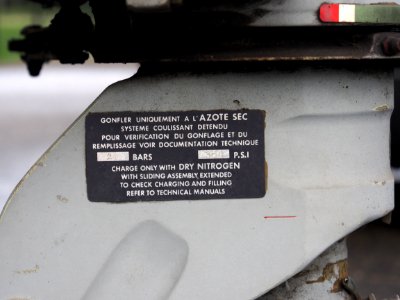 GONFLER UNIQUEMENT A L'AZOTE SEC
SYSTEME COULISSANT DETENDU
POUR VERIFICATION DU GONFLAGE ET DU
REMPLISSAGE VOIR DOCUMENTATION TECHNIQUE
BARS P.S.I
CHARGE ONLY WITH DRY NITROGEN
WITH SLIDING ASSEMBLY, EXTENDED
TO CHECK CHARGING AND FILLING
REFER TO TECHNICAL MANUALS